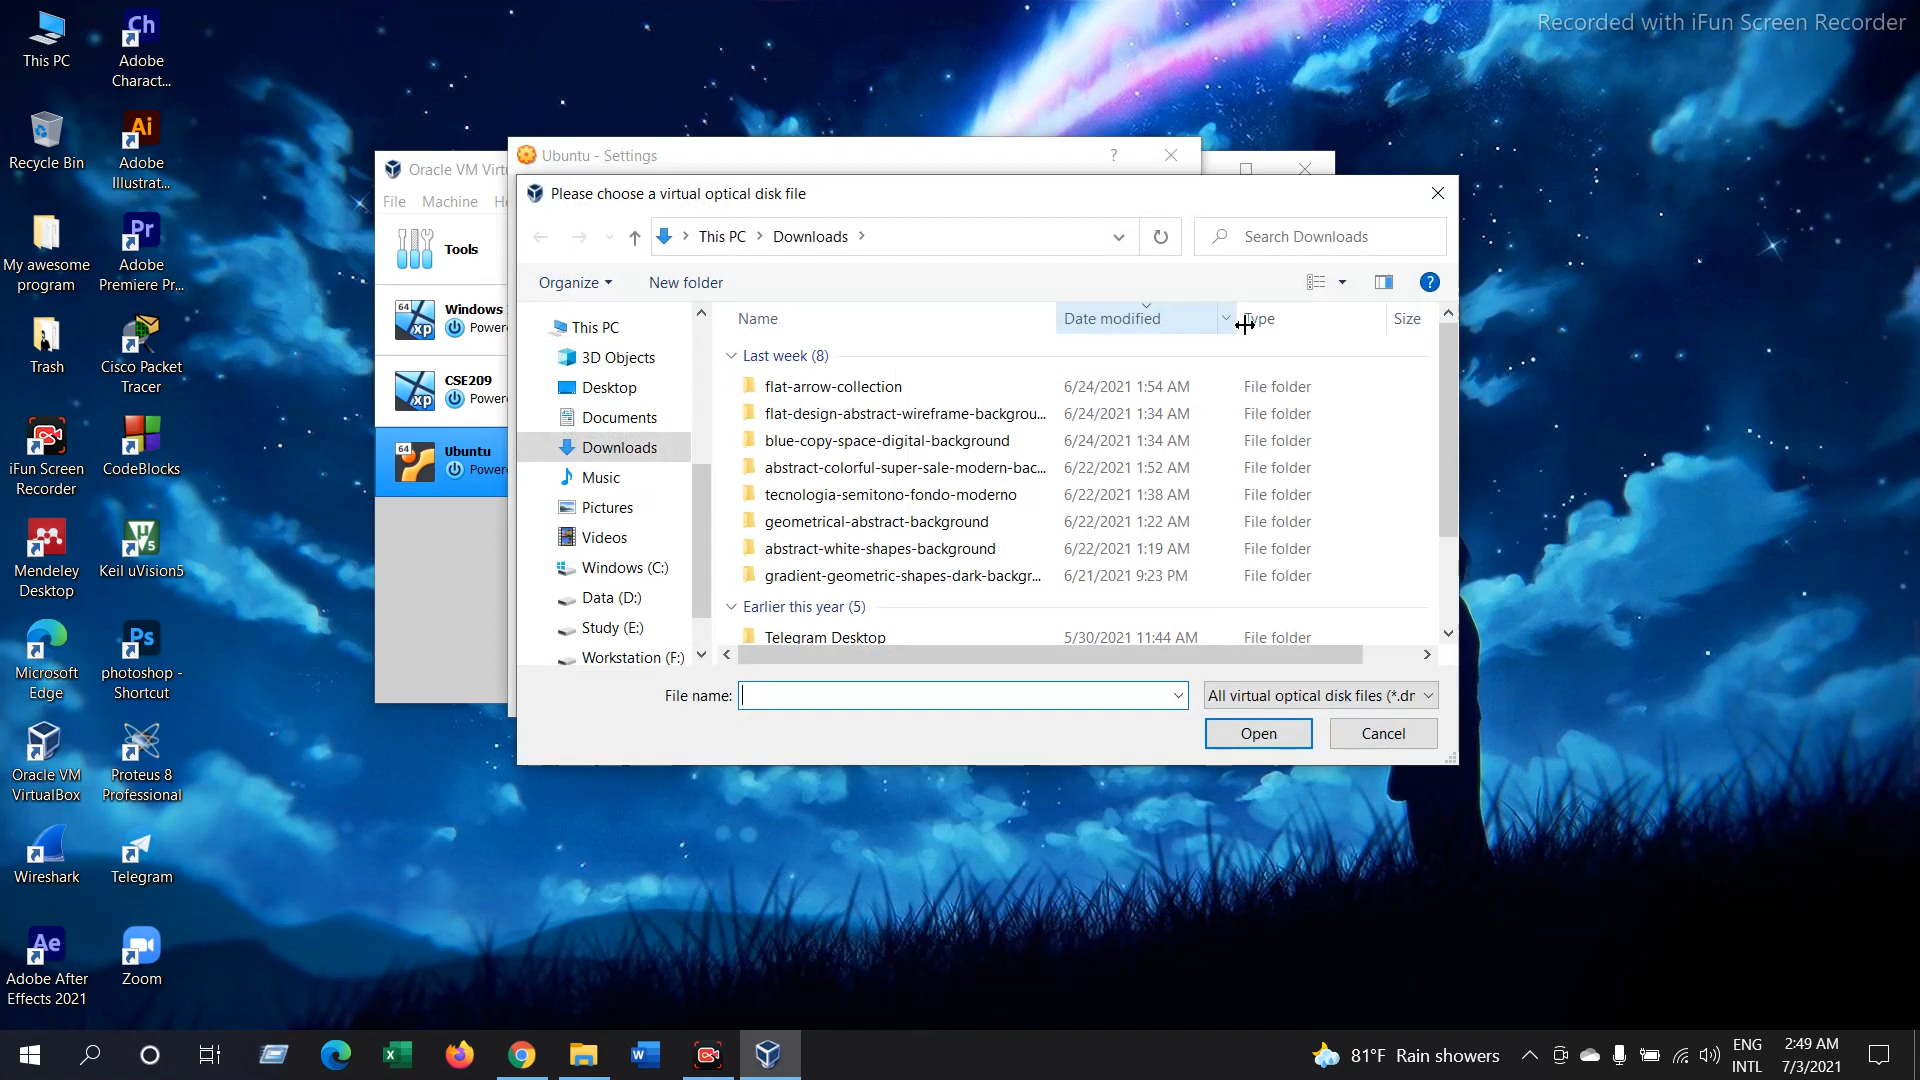 Recorded with iFun Screen Recorder
This PC
Adobe
Charact...
Recycle Bin
Adobe
Illustrat...
My awesome
program
Adobe
Premiere Pr...
Trash
Cisco Packet
Tracer
iFun Screen
Recorder
CodeBlocks
Mendeley
Desktop
Keil uVision5
Microsoft
Edge
photoshop -
Shortcut
Oracle VM
VirtualBox
Proteus 8
Professional
Wireshark
Telegram
Adobe After
Effects 2021
Zoom
Oracle VM Virtu
File Machine He
Tools
Windows
Powere
CSE209
Powere
Ubuntu
Powere
Ubuntu - Settings
Please choose a virtual optical disk file
This PC > Downloads >
Search Downloads
Organize
New folder
This PC
3D Objects
Desktop
Documents
Downloads
Music
Pictures
Videos
Windows (C:)
Data (D:)
Study (E:)
Workstation (F:)
Name Date modified Type Size
Last week (8)
flat-arrow-collection 6/24/2021 1:54 AM File folder
flat-design-abstract-wireframe-backgrou... 6/24/2021 1:34 AM File folder
blue-copy-space-digital-background 6/24/2021 1:34 AM File folder
abstract-colorful-super-sale-modern-bac... 6/22/2021 1:52 AM File folder
tecnologia-semitono-fondo-moderno 6/22/2021 1:38 AM File folder
geometrical-abstract-background 6/22/2021 1:22 AM File folder
abstract-white-shapes-background 6/22/2021 1:19 AM File folder
gradient-geometric-shapes-dark-backgr... 6/21/2021 9:23 PM File folder
Earlier this year (5)
Telegram Desktop 5/30/2021 11:44 AM File folder
File name:
All virtual optical disk files (*.dr
Open
Cancel
81°F Rain showers
ENG
INTL
2:49 AM
7/3/2021